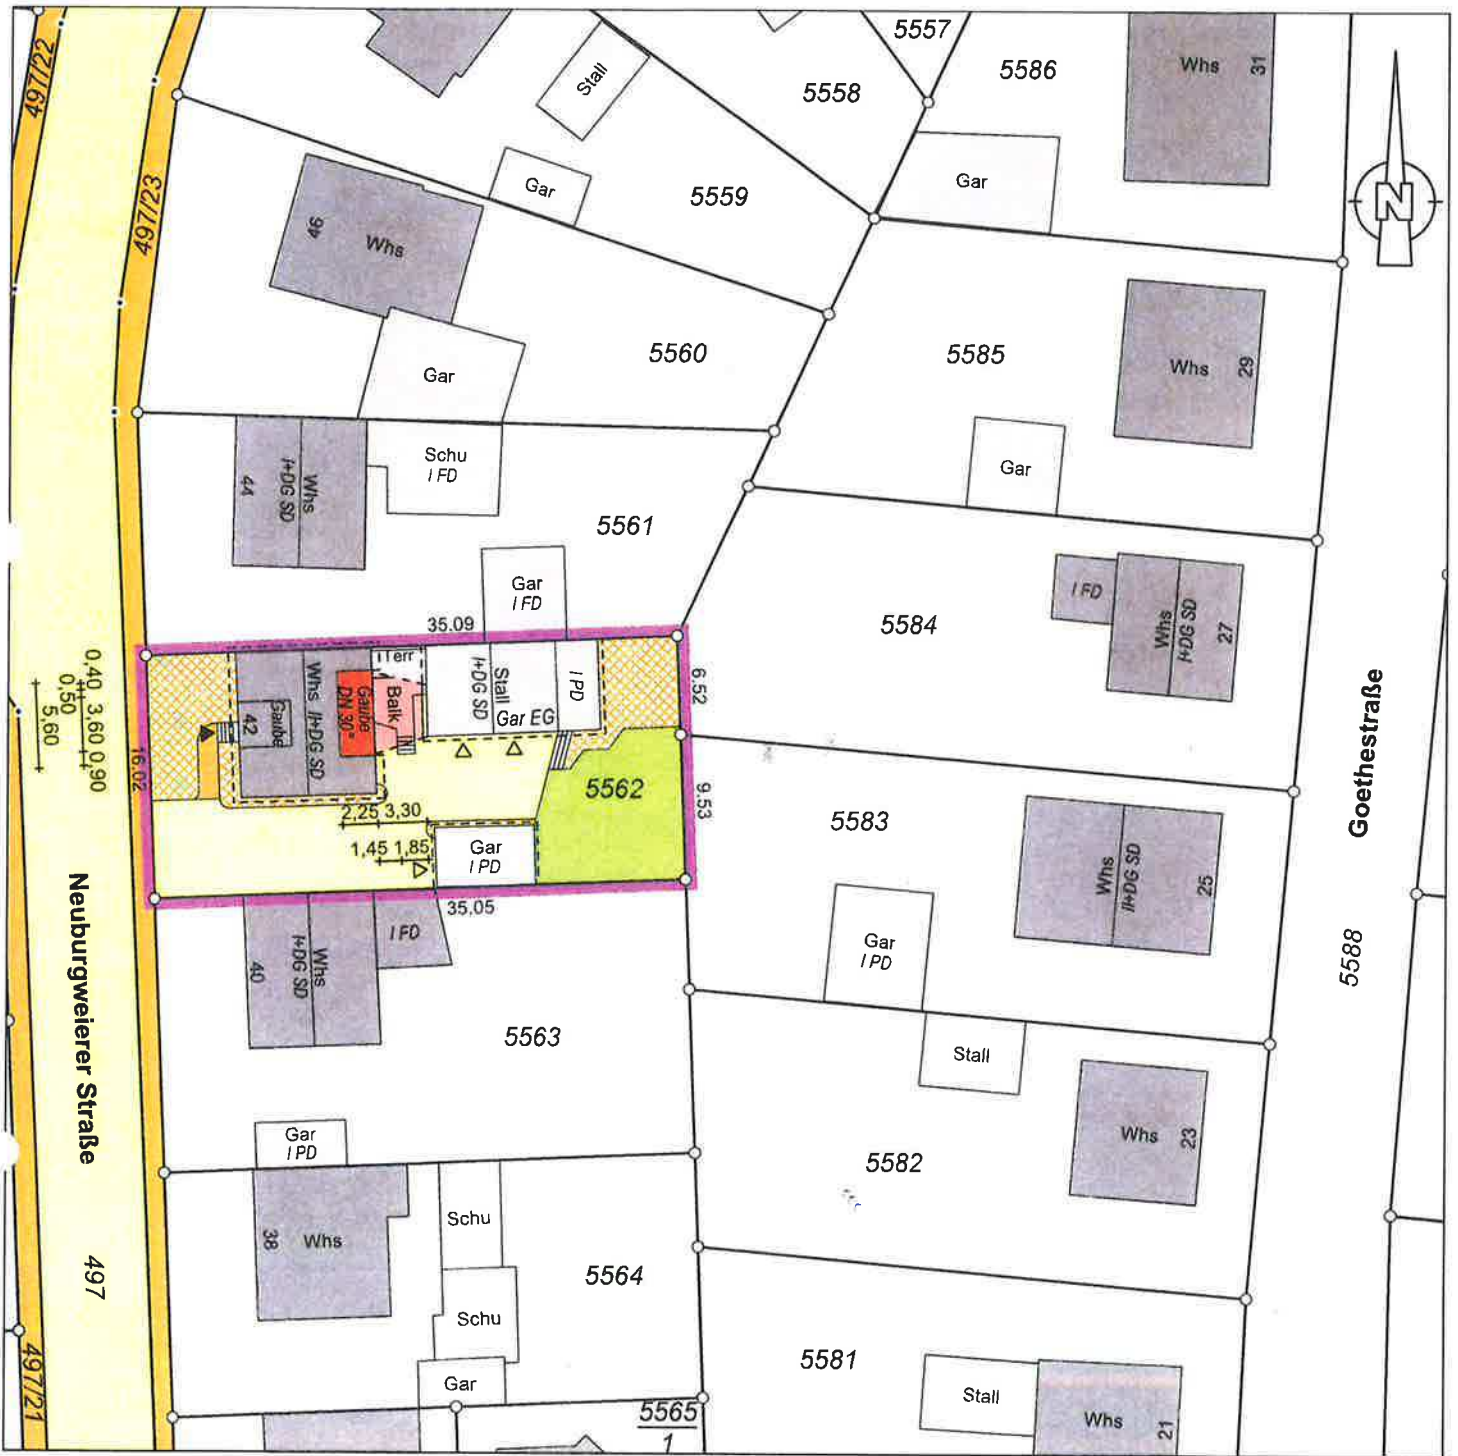 497/22
497/23
5557
5558
5586
Whs
31
Stall
Gar
5559
Gar
N
46
Whs
5560
Gar
5585
Whs
29
Gar
Whs
I+DG SD
44
Schu
I FD
5561
Gar
I FD
5584
I FD
Whs
I+DG SD
27
Goethestraße
35.09
6.52
9.53
16.02
35.05
0,40 3,60 0,90
0,50
5,60
Terr
Balk
Gaube
DN 30°
Whs II+DG SD
Gaube
42
Stall
I+DG SD
Gar EG
I PD
5562
2,25 3,30
1,45 1,85
Gar
I PD
5583
Whs
II+DG SD
25
Gar
I PD
5588
Neuburgweierer Straße
Whs
I+DG SD
40
I FD
5563
Stall
Whs
23
5582
Gar
I PD
38
Whs
Schu
Schu
Gar
5564
497
497/21
5581
Stall
Whs
21
5565
1